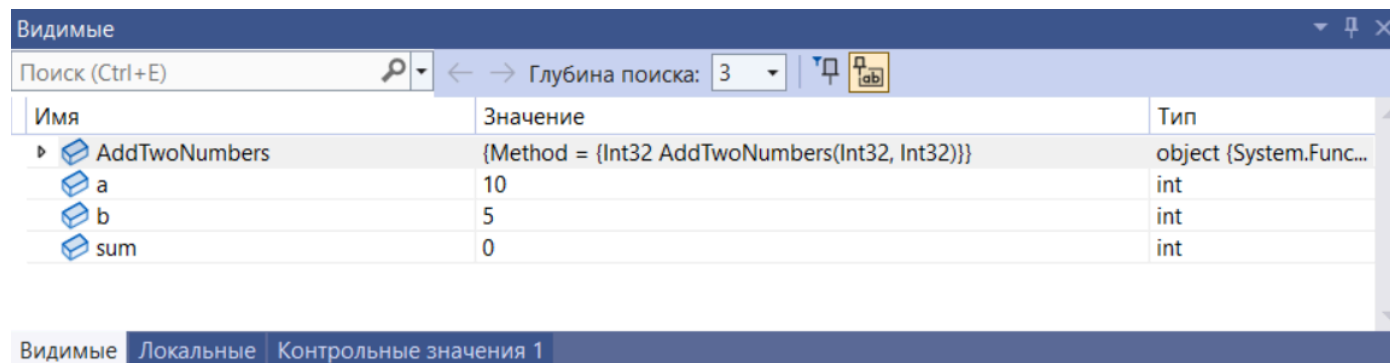 Видимые
Поиск (Ctrl+E) Глубина поиска: 3 ab
Имя Значение Тип
AddTwoNumbers {Method = {Int32 AddTwoNumbers(Int32, Int32)}} object {System.Func...
a 10 int
b 5 int
sum 0 int
Видимые Локальные Контрольные значения 1